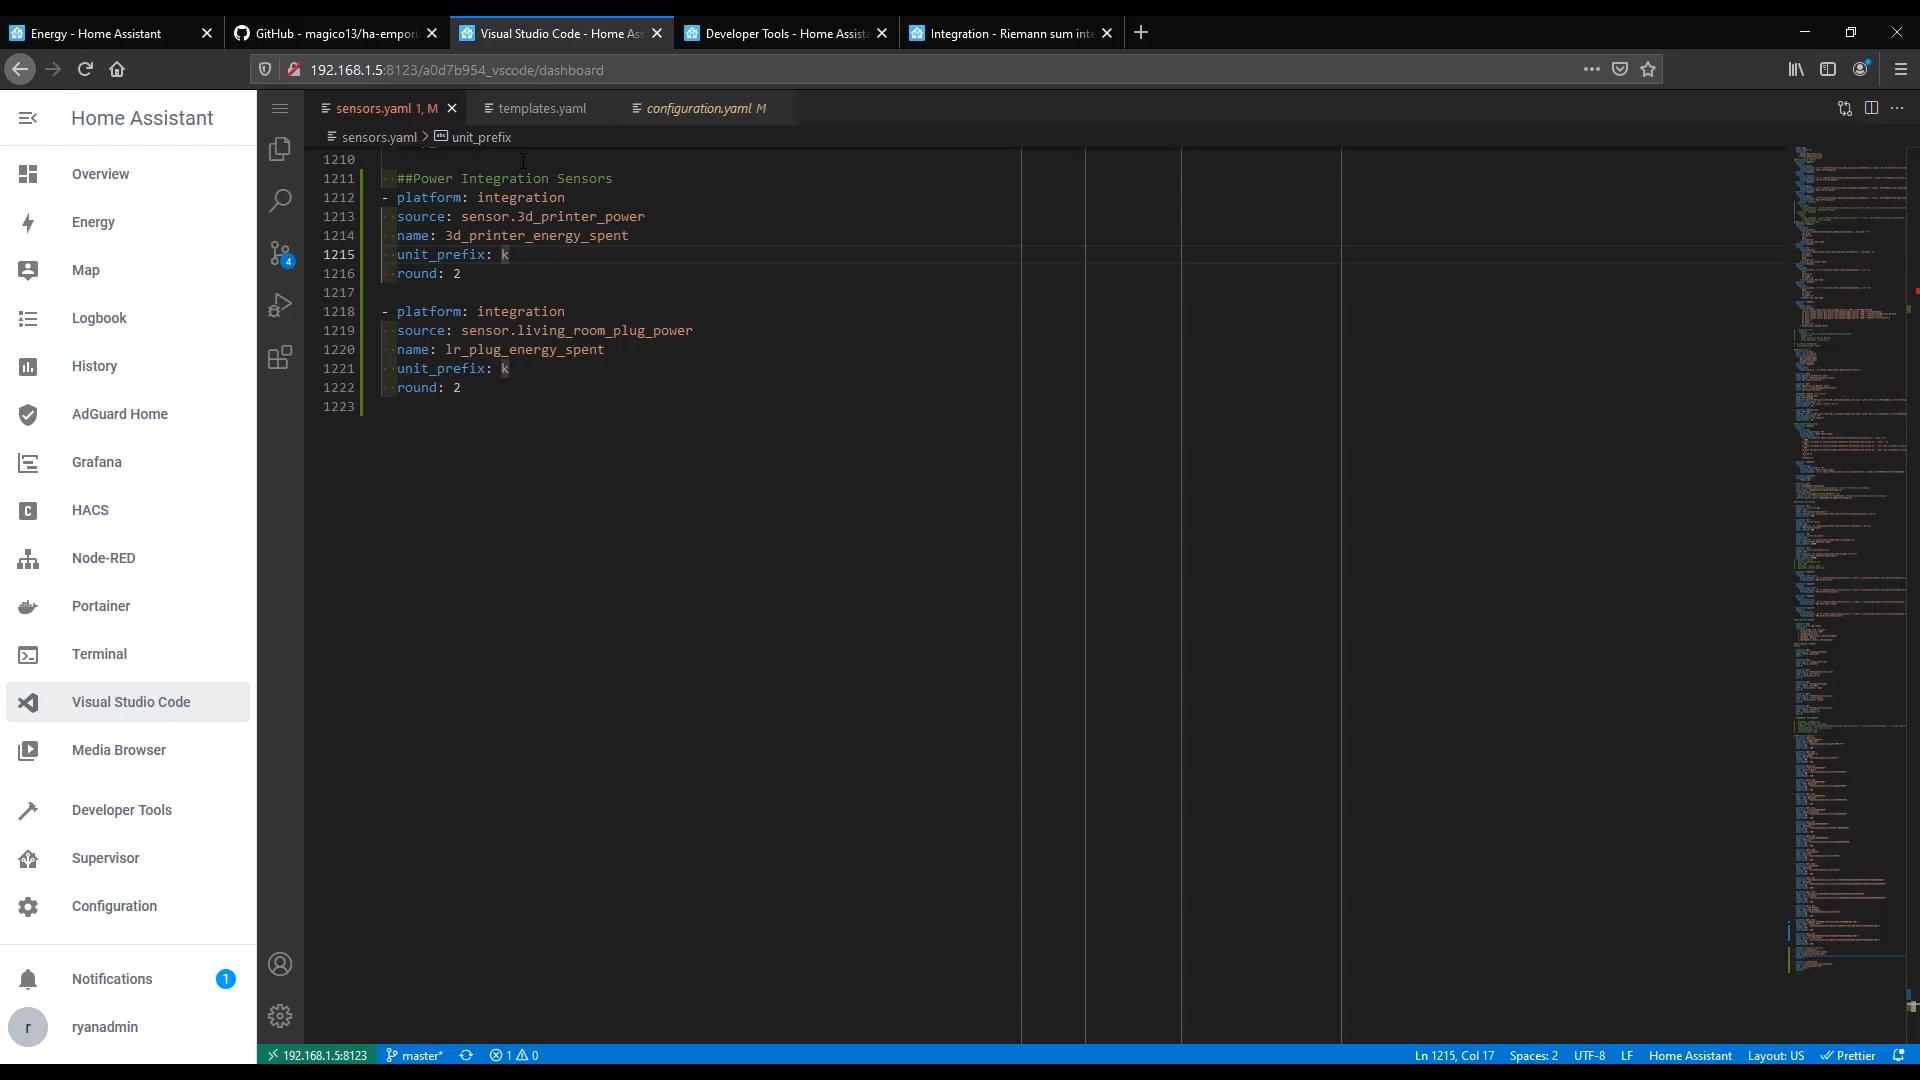 Energy - Home Assistant
GitHub - magico13/ha-empori
Visual Studio Code - Home Ass
Developer Tools - Home Assista
Integration - Riemann sum inte
192.168.1.5:8123/a0d7b954_vscode/dashboard
Home Assistant
sensors.yaml 1, M
templates.yaml
configuration.yaml M
sensors.yaml > unit_prefix
Overview
Energy
Map
Logbook
History
AdGuard Home
Grafana
HACS
Node-RED
Portainer
Terminal
Visual Studio Code
Media Browser
Developer Tools
Supervisor
Configuration
Notifications 1
r ryanadmin
4
1210
1211 ##Power Integration Sensors
1212 - platform: integration
1213 source: sensor.3d_printer_power
1214 name: 3d_printer_energy_spent
1215 unit_prefix: k
1216 round: 2
1217
1218 - platform: integration
1219 source: sensor.living_room_plug_power
1220 name: lr_plug_energy_spent
1221 unit_prefix: k
1222 round: 2
1223
192.168.1.5:8123 master* 1 0 Ln 1215, Col 17 Spaces: 2 UTF-8 LF Home Assistant Layout: US Prettier